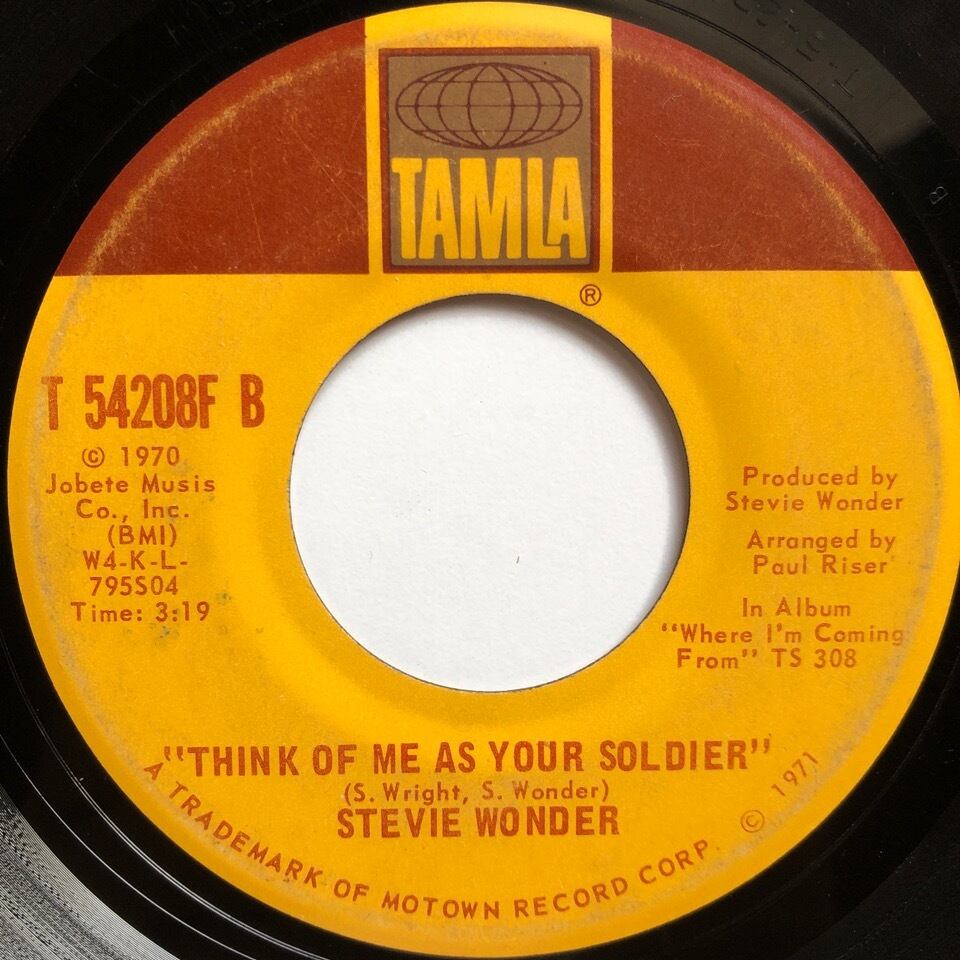 TAMLA
®
T 54208F B
© 1970
Jobete Musis
Co., Inc.
(BMI)
W4-K-L-
795S04
Time: 3:19
Produced by
Stevie Wonder
Arranged by
Paul Riser
In Album
"Where I'm Coming
From" TS 308
"THINK OF ME AS YOUR SOLDIER"
(S. Wright, S. Wonder)
STEVIE WONDER
A TRADEMARK OF MOTOWN RECORD CORP. © 1971
B